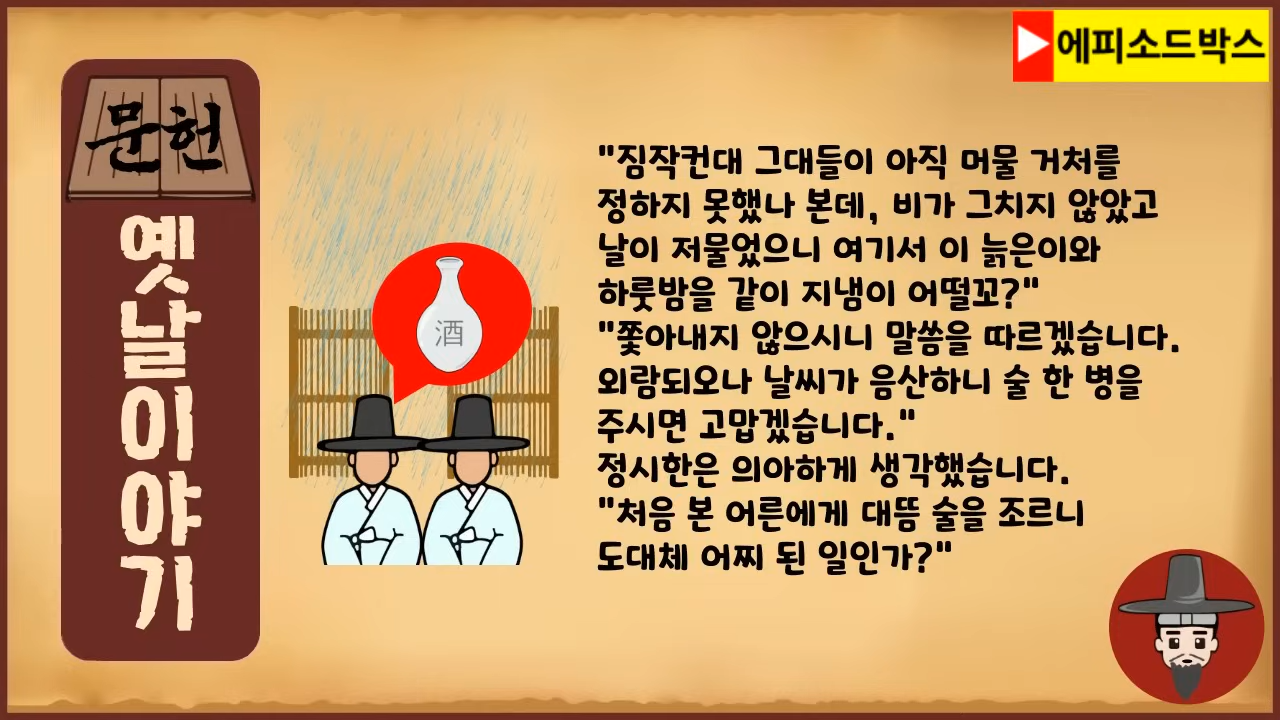 에피소드박스
문헌
옛날이야기
酒
"짐작컨대 그대들이 아직 머물 거처를
정하지 못했나 본데, 비가 그치지 않았고
날이 저물었으니 여기서 이 늙은이와
하룻밤을 같이 지냄이 어떨꼬?"
"쫓아내지 않으시니 말씀을 따르겠습니다.
외람되오나 날씨가 음산하니 술 한 병을
주시면 고맙겠습니다."
정시한은 의아하게 생각했습니다.
"처음 본 어른에게 대뜸 술을 조르니
도대체 어찌 된 일인가?"